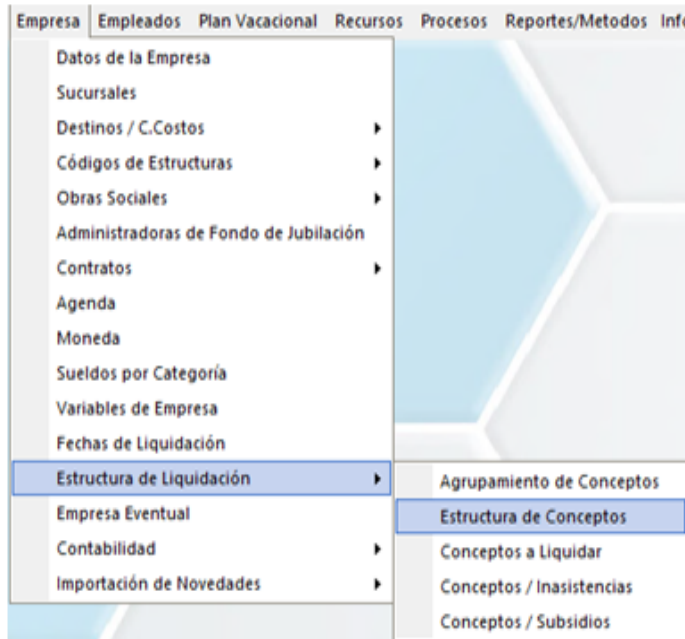 Empresa Empleados Plan Vacacional Recursos Procesos Reportes/Metodos
Datos de la Empresa
Sucursales
Destinos / C.Costos
Códigos de Estructuras
Obras Sociales
Administradoras de Fondo de Jubilación
Contratos
Agenda
Moneda
Sueldos por Categoría
Variables de Empresa
Fechas de Liquidación
Estructura de Liquidación
Empresa Eventual
Contabilidad
Importación de Novedades
Agrupamiento de Conceptos
Estructura de Conceptos
Conceptos a Liquidar
Conceptos / Inasistencias
Conceptos / Subsidios